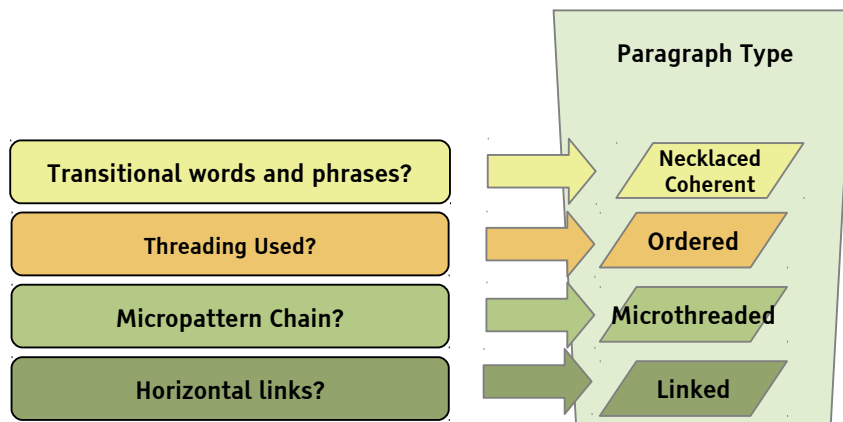 Paragraph Type
Transitional words and phrases?
Necklaced
Coherent
Threading Used?
Ordered
Micropattern Chain?
Microthreaded
Horizontal links?
Linked